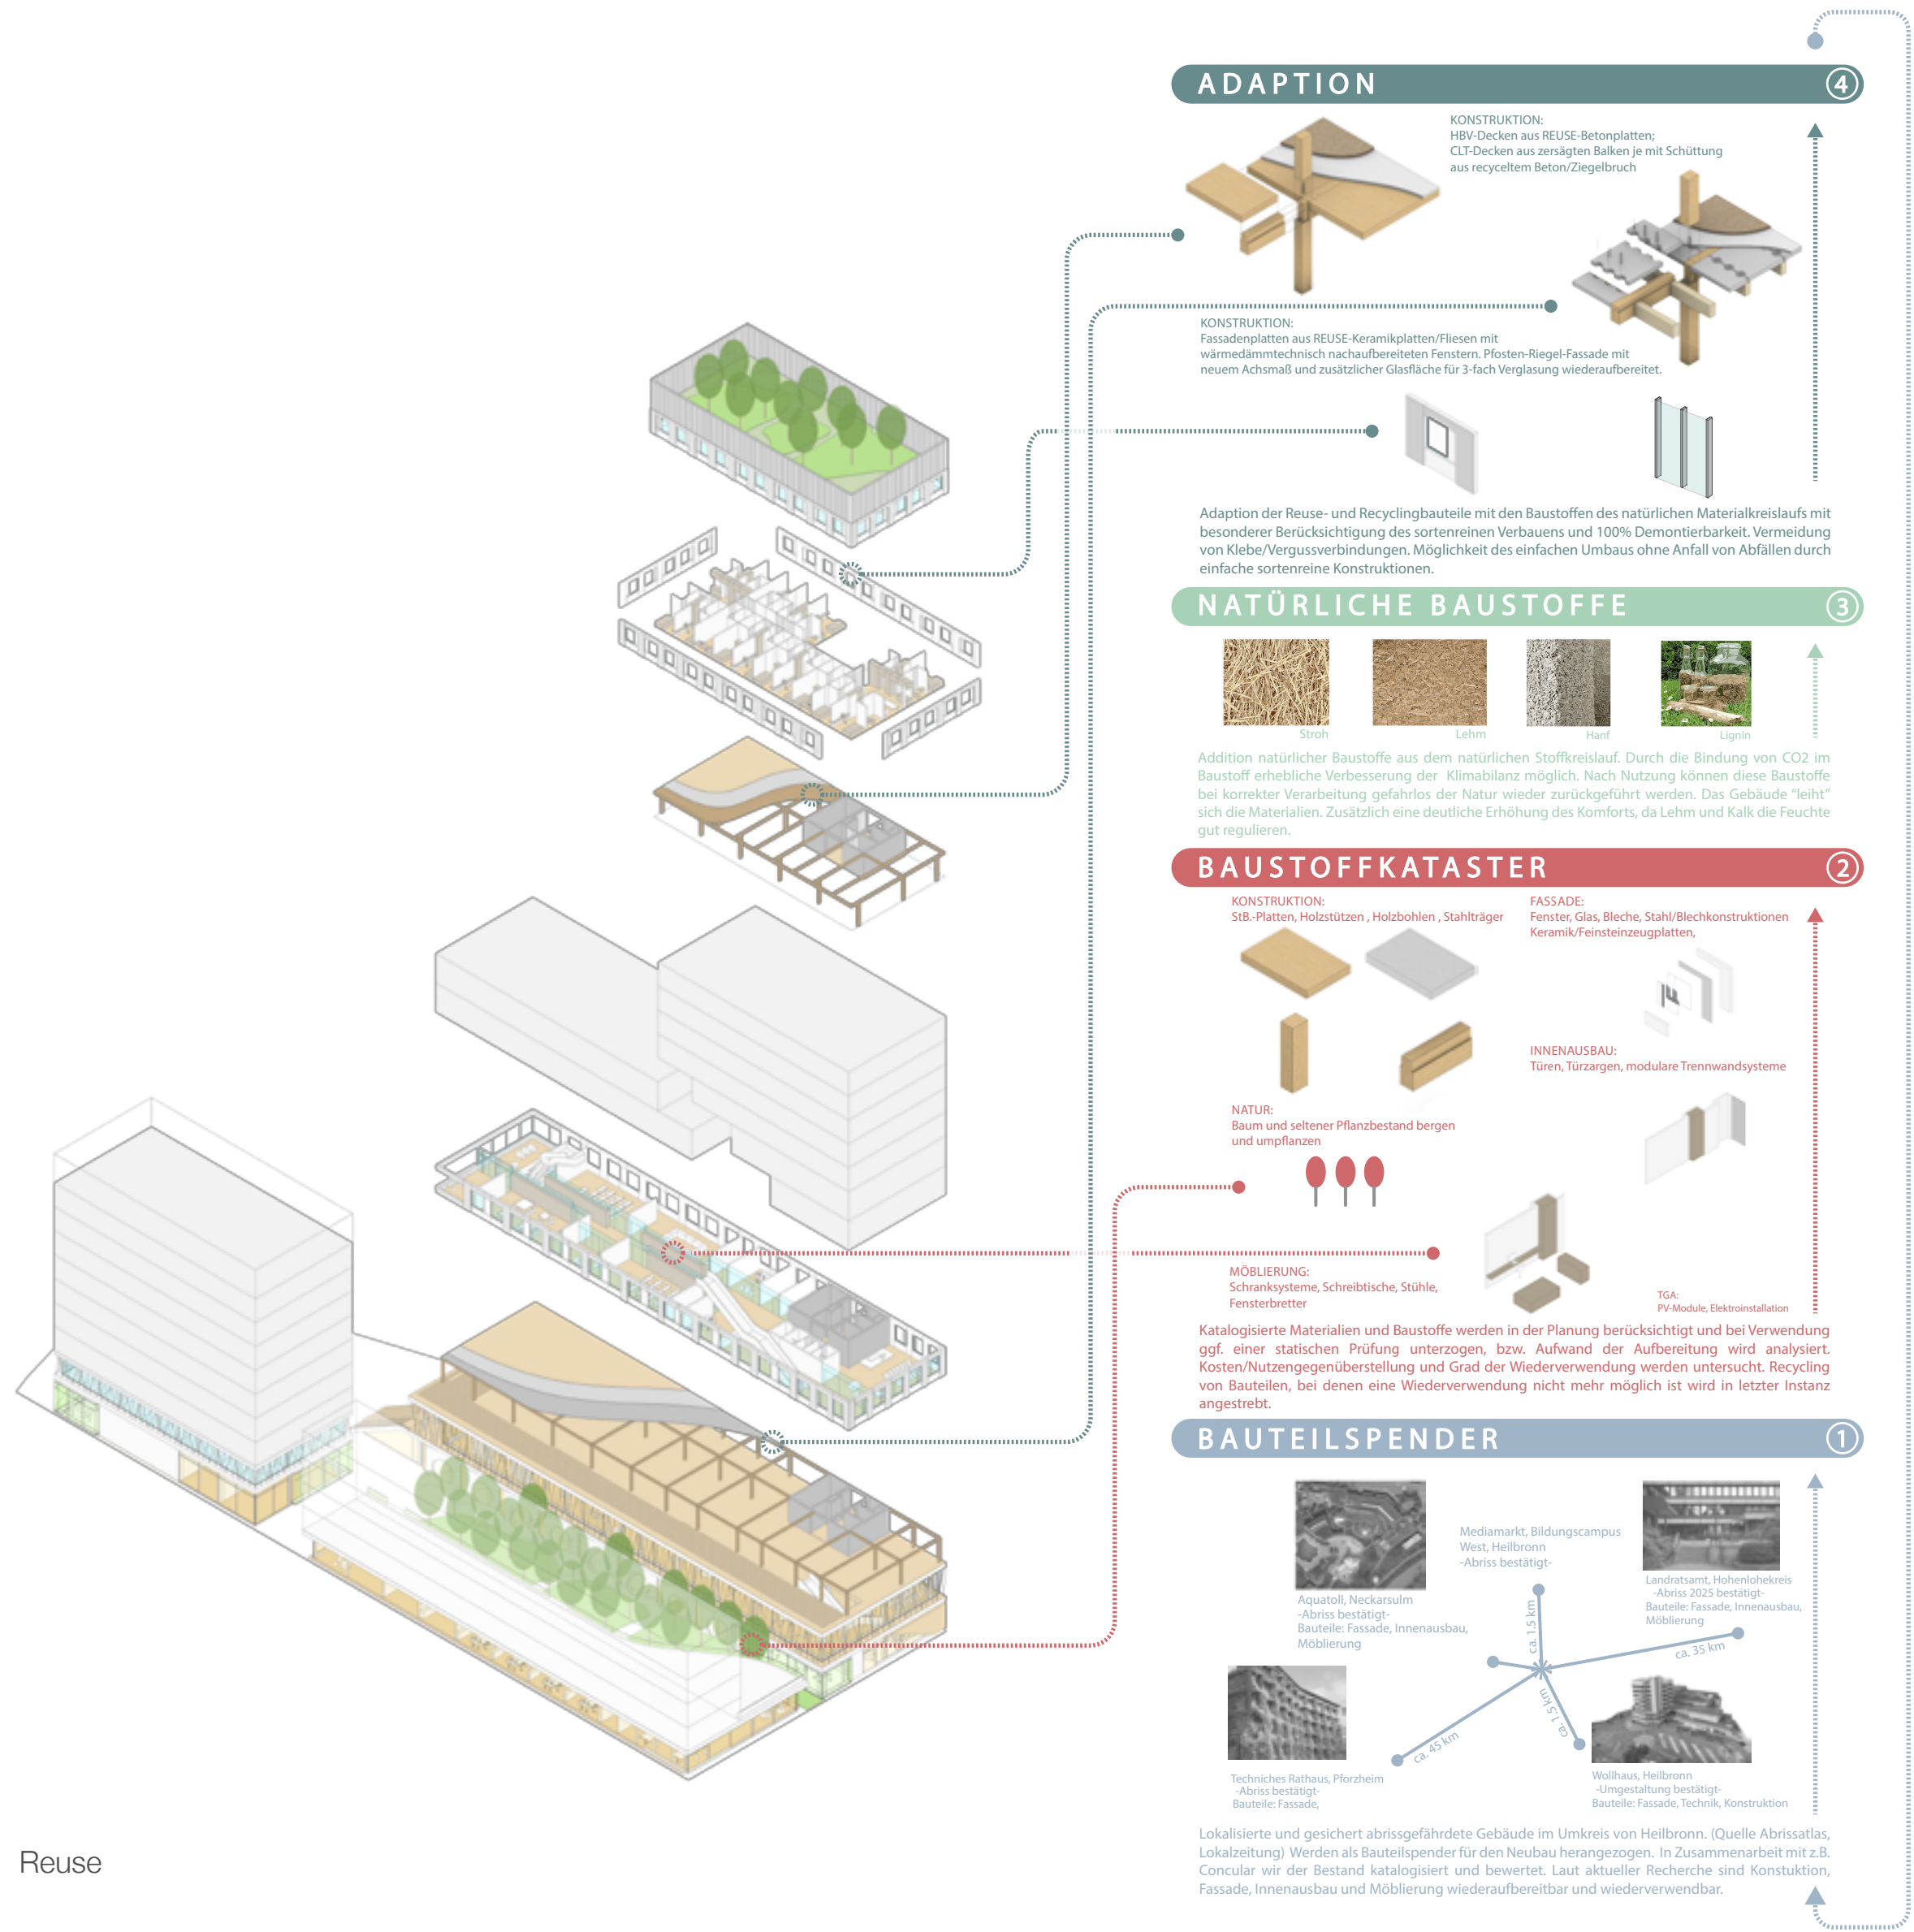 ADAPTION
4
KONSTRUKTION:
HBV-Decken aus REUSE-Betonplatten;
CLT-Decken aus zersägten Balken je mit Schüttung
aus recyceltem Beton/Ziegelbruch
KONSTRUKTION:
Fassadenplatten aus REUSE-Keramikplatten/Fliesen mit
wärmedämmtechnisch nachaufbereiteten Fenstern. Pfosten-Riegel-Fassade mit
neuem Achsmaß und zusätzlicher Glasfläche für 3-fach Verglasung wiederaufbereitet.
Adaption der Reuse- und Recyclingbauteile mit den Baustoffen des natürlichen Materialkreislaufs mit
besonderer Berücksichtigung des sortenreinen Verbauens und 100% Demontierbarkeit. Vermeidung
von Klebe/Vergussverbindungen. Möglichkeit des einfachen Umbaus ohne Anfall von Abfällen durch
einfache sortenreine Konstruktionen.
NATÜRLICHE BAUSTOFFE
3
Stroh
Lehm
Hanf
Lignin
Addition natürlicher Baustoffe aus dem natürlichen Stoffkreislauf. Durch die Bindung von CO2 im
Baustoff erhebliche Verbesserung der Klimabilanz möglich. Nach Nutzung können diese Baustoffe
bei korrekter Verarbeitung gefahrlos der Natur wieder zurückgeführt werden. Das Gebäude "leiht"
sich die Materialien. Zusätzlich eine deutliche Erhöhung des Komforts, da Lehm und Kalk die Feuchte
gut regulieren.
BAUSTOFFKATASTER
2
KONSTRUKTION:
StB.-Platten, Holzstützen , Holzbohlen , Stahlträger
FASSADE:
Fenster, Glas, Bleche, Stahl/Blechkonstruktionen
Keramik/Feinsteinzeugplatten,
INNENAUSBAU:
Türen, Türzargen, modulare Trennwandsysteme
NATUR:
Baum und seltener Pflanzbestand bergen
und umpflanzen
MÖBLIERUNG:
Schranksysteme, Schreibtische, Stühle,
Fensterbretter
TGA:
PV-Module, Elektroinstallation
Katalogisierte Materialien und Baustoffe werden in der Planung berücksichtigt und bei Verwendung
ggf. einer statischen Prüfung unterzogen, bzw. Aufwand der Aufbereitung wird analysiert.
Kosten/Nutzengegenüberstellung und Grad der Wiederverwendung werden untersucht. Recycling
von Bauteilen, bei denen eine Wiederverwendung nicht mehr möglich ist wird in letzter Instanz
angestrebt.
BAUTEILSPENDER
1
Mediamarkt, Bildungscampus
West, Heilbronn
-Abriss bestätigt-
Landratsamt, Hohenlohekreis
-Abriss 2025 bestätigt-
Bauteile: Fassade, Innenausbau,
Möblierung
Aquatoll, Neckarsulm
-Abriss bestätigt-
Bauteile: Fassade, Innenausbau,
Möblierung
ca. 1.5 km
ca. 35 km
ca. 1.5 km
ca. 45 km
Techniches Rathaus, Pforzheim
-Abriss bestätigt-
Bauteile: Fassade,
Wollhaus, Heilbronn
-Umgestaltung bestätigt-
Bauteile: Fassade, Technik, Konstruktion
Lokalisierte und gesichert abrissgefährdete Gebäude im Umkreis von Heilbronn. (Quelle Abrissatlas,
Lokalzeitung) Werden als Bauteilspender für den Neubau herangezogen. In Zusammenarbeit mit z.B.
Concular wir der Bestand katalogisiert und bewertet. Laut aktueller Recherche sind Konstuktion,
Fassade, Innenausbau und Möblierung wiederaufbereitbar und wiederverwendbar.
Reuse